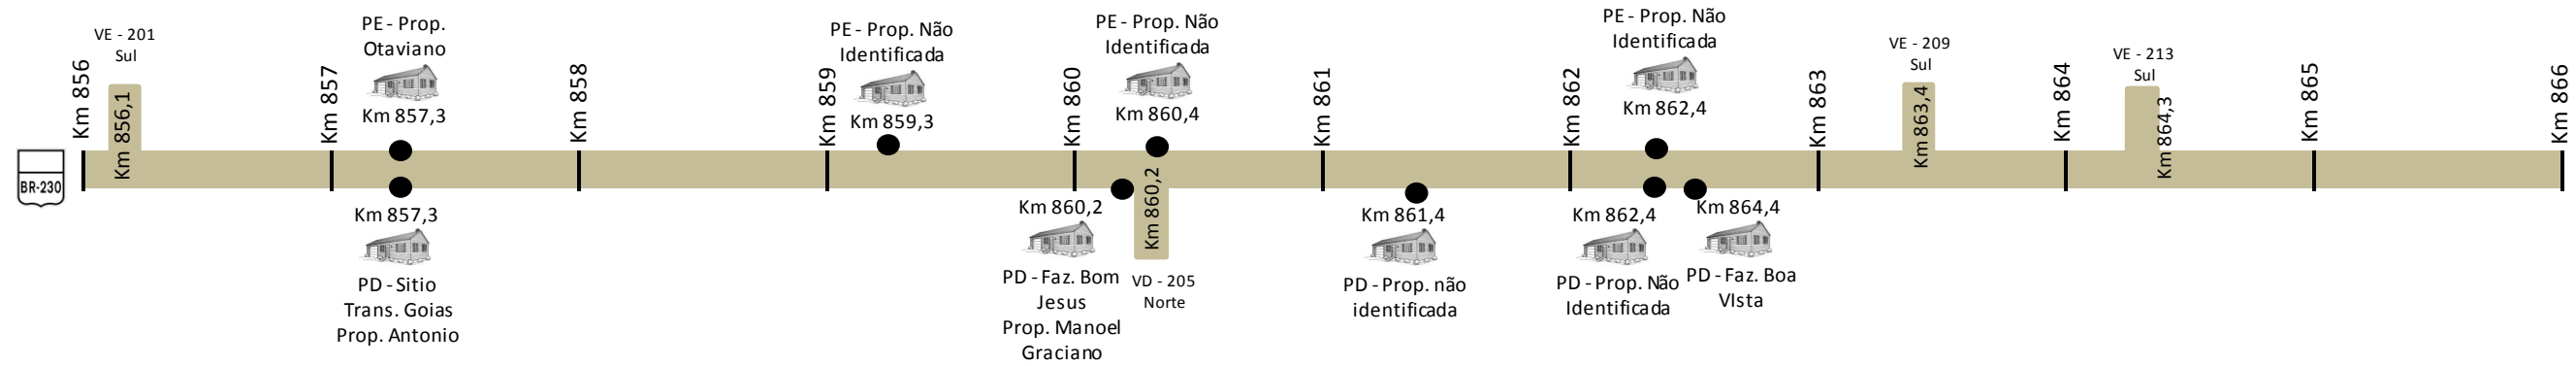 BR-230
Km 856
VE - 201
Sul
Km 856,1
Km 857
PE - Prop.
Otaviano
Km 857,3
Km 857,3
PD - Sitio
Trans. Goias
Prop. Antonio
Km 858
Km 859
PE - Prop. Não
Identificada
Km 859,3
Km 860
PE - Prop. Não
Identificada
Km 860,4
Km 860,2
PD - Faz. Bom
Jesus
Prop. Manoel
Graciano
Km 860,2
VD - 205
Norte
Km 861
Km 861,4
PD - Prop. não
identificada
Km 862
PE - Prop. Não
Identificada
Km 862,4
Km 862,4
PD - Prop. Não
Identificada
Km 864,4
PD - Faz. Boa
VIsta
Km 863
VE - 209
Sul
Km 863,4
Km 864
VE - 213
Sul
Km 864,3
Km 865
Km 866